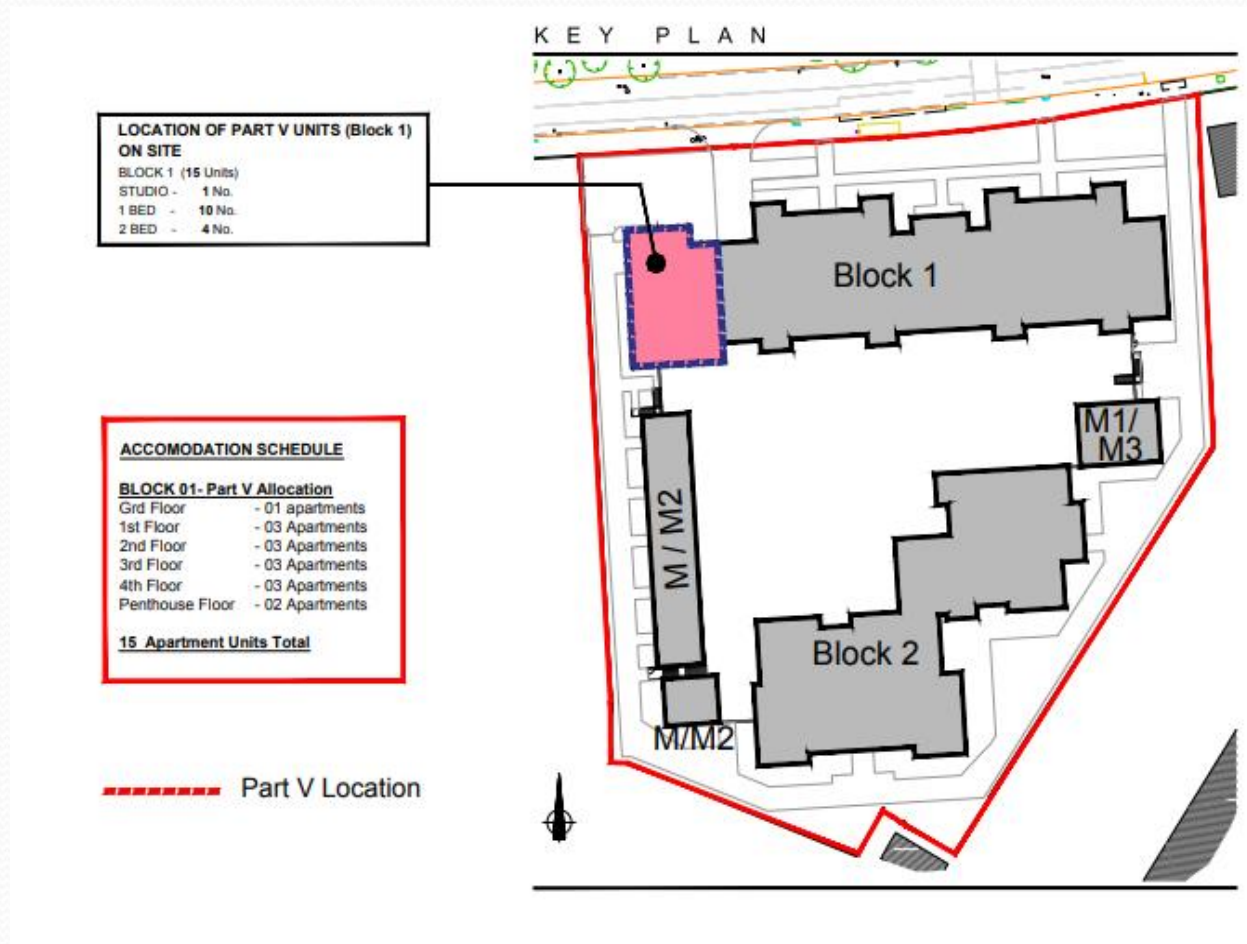 KEY PLAN
LOCATION OF PART V UNITS (Block 1)
ON SITE
BLOCK 1 (15 Units)
STUDIO - 1 No.
1 BED - 10 No.
2 BED - 4 No.
Block 1
M1/
M3
ACCOMODATION SCHEDULE
BLOCK 01- Part V Allocation
Grd Floor - 01 apartments
1st Floor - 03 Apartments
2nd Floor - 03 Apartments
3rd Floor - 03 Apartments
4th Floor - 03 Apartments
Penthouse Floor - 02 Apartments
15 Apartment Units Total
M / M2
Block 2
M/M2
Part V Location